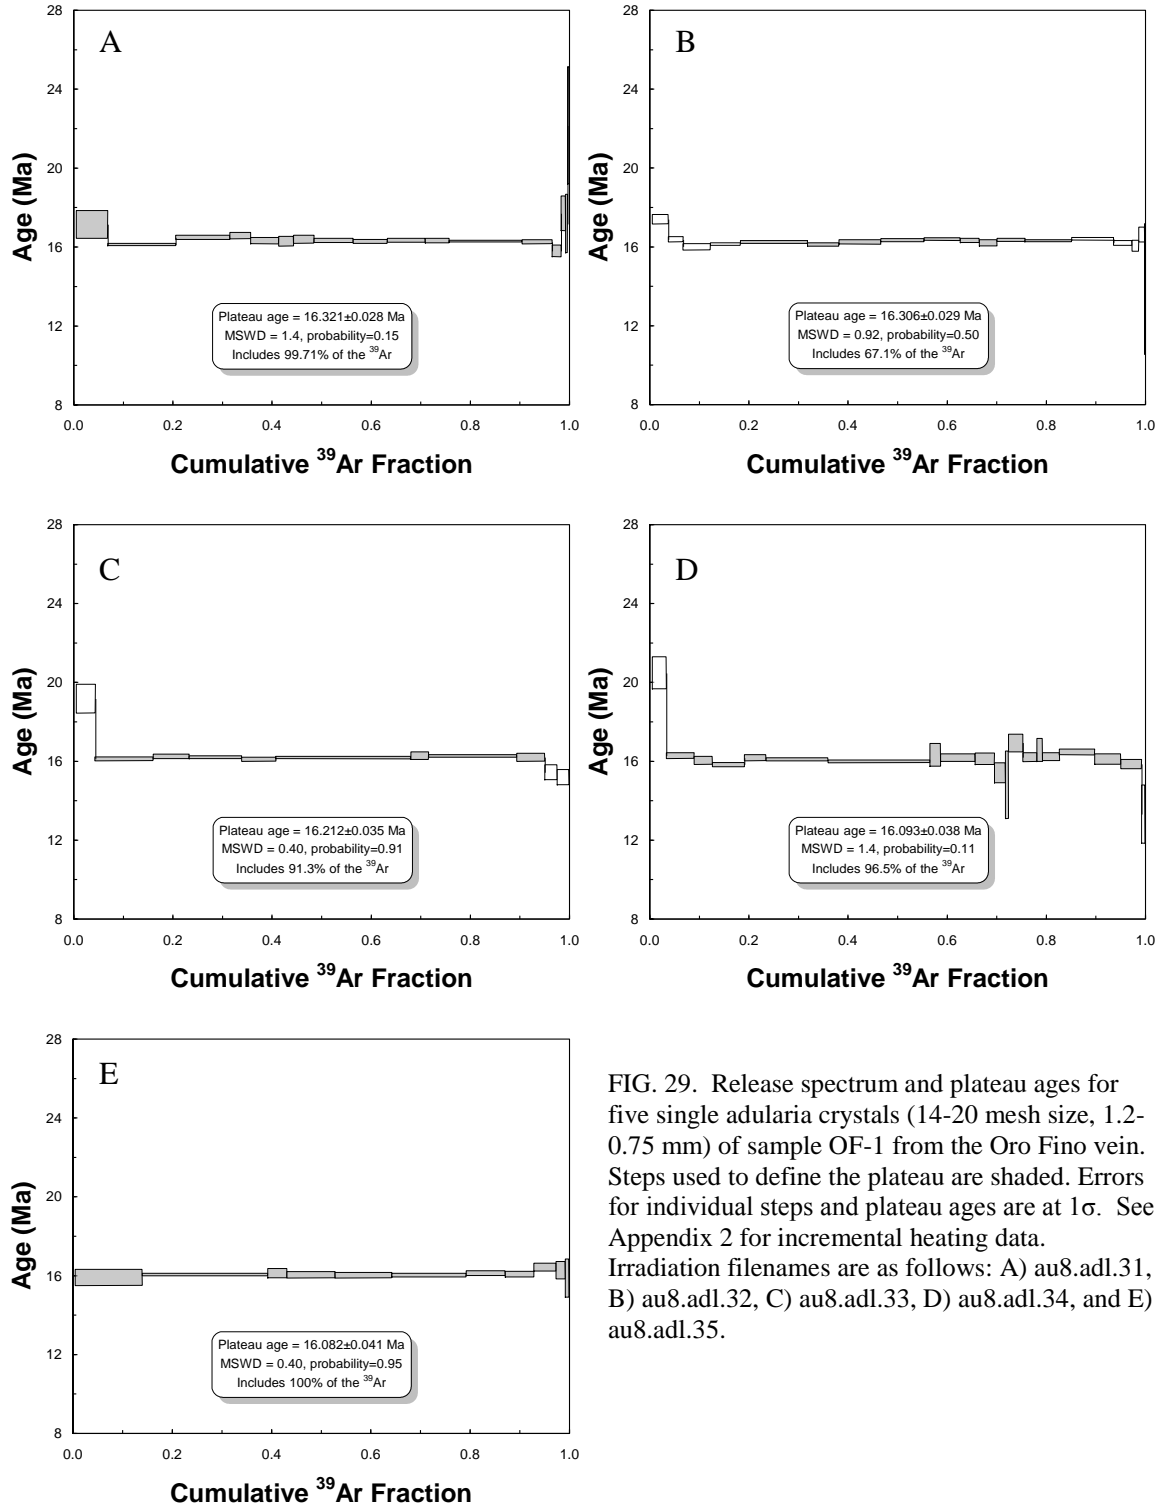 A
28
24
20
16
12
8
Age (Ma)
Plateau age = 16.321±0.028 Ma
MSWD = 1.4, probability=0.15
Includes 99.71% of the 39Ar
0.0 0.2 0.4 0.6 0.8 1.0
Cumulative 39Ar Fraction
B
28
24
20
16
12
8
Age (Ma)
Plateau age = 16.306±0.029 Ma
MSWD = 0.92, probability=0.50
Includes 67.1% of the 39Ar
0.0 0.2 0.4 0.6 0.8 1.0
Cumulative 39Ar Fraction
C
28
24
20
16
12
8
Age (Ma)
Plateau age = 16.212±0.035 Ma
MSWD = 0.40, probability=0.91
Includes 91.3% of the 39Ar
0.0 0.2 0.4 0.6 0.8 1.0
Cumulative 39Ar Fraction
D
28
24
20
16
12
8
Age (Ma)
Plateau age = 16.093±0.038 Ma
MSWD = 1.4, probability=0.11
Includes 96.5% of the 39Ar
0.0 0.2 0.4 0.6 0.8 1.0
Cumulative 39Ar Fraction
E
28
24
20
16
12
8
Age (Ma)
Plateau age = 16.082±0.041 Ma
MSWD = 0.40, probability=0.95
Includes 100% of the 39Ar
0.0 0.2 0.4 0.6 0.8 1.0
Cumulative 39Ar Fraction
FIG. 29. Release spectrum and plateau ages for
five single adularia crystals (14-20 mesh size, 1.2-
0.75 mm) of sample OF-1 from the Oro Fino vein.
Steps used to define the plateau are shaded. Errors
for individual steps and plateau ages are at 1σ. See
Appendix 2 for incremental heating data.
Irradiation filenames are as follows: A) au8.adl.31,
B) au8.adl.32, C) au8.adl.33, D) au8.adl.34, and E)
au8.adl.35.